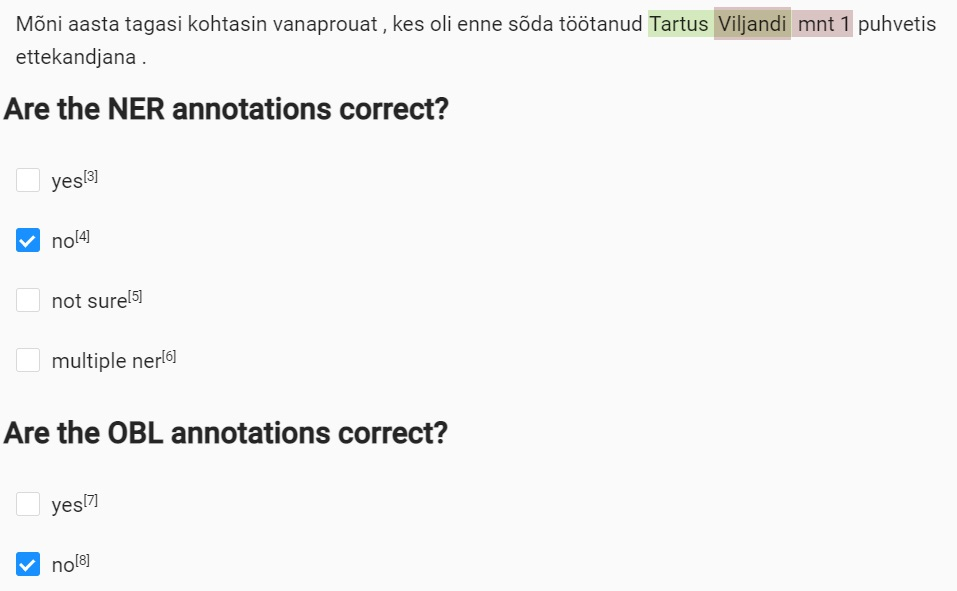 Mõni aasta tagasi kohtasin vanaprouat , kes oli enne sõda töötanud Tartus Viljandi mnt 1 puhvetis
ettekandjana .
Are the NER annotations correct?
yes[3]
no[4]
not sure[5]
multiple ner[6]
Are the OBL annotations correct?
yes[7]
no[8]